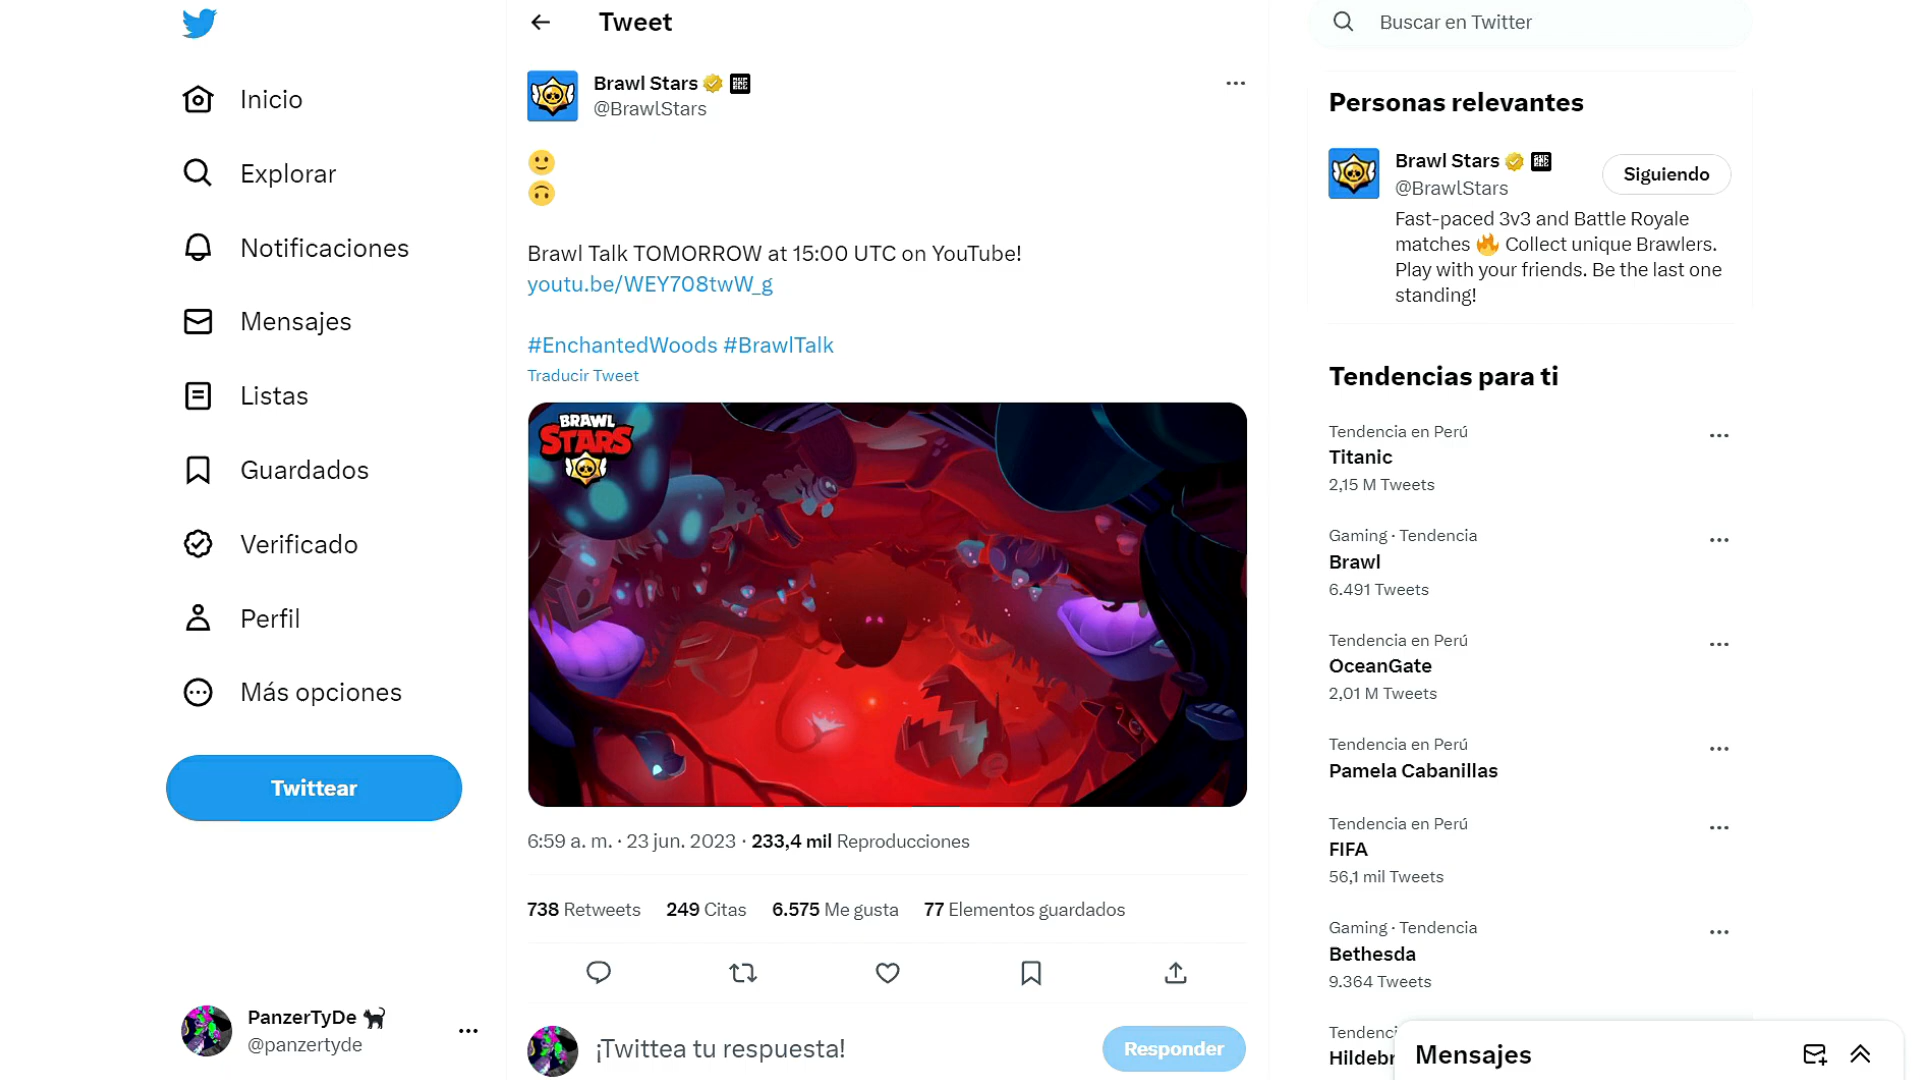 Inicio
Explorar
Notificaciones
Mensajes
Listas
Guardados
Verificado
Perfil
Más opciones
Twittear
PanzerTyDe
@panzertyde
Tweet
Brawl Stars
@BrawlStars
Brawl Talk TOMORROW at 15:00 UTC on YouTube!
youtu.be/WEY708twW_g
#EnchantedWoods #BrawlTalk
Traducir Tweet
BRAWL
STARS
6:59 a. m. · 23 jun. 2023 · 233,4 mil Reproducciones
738 Retweets 249 Citas 6.575 Me gusta 77 Elementos guardados
¡Twittea tu respuesta!
Responder
Buscar en Twitter
Personas relevantes
Brawl Stars
@BrawlStars
Siguiendo
Fast-paced 3v3 and Battle Royale
matches 🔥 Collect unique Brawlers.
Play with your friends. Be the last one
standing!
Tendencias para ti
Tendencia en Perú
Titanic
2,15 M Tweets
Gaming · Tendencia
Brawl
6.491 Tweets
Tendencia en Perú
OceanGate
2,01 M Tweets
Tendencia en Perú
Pamela Cabanillas
Tendencia en Perú
FIFA
56,1 mil Tweets
Gaming · Tendencia
Bethesda
9.364 Tweets
Tendenci
Hildebr
Mensajes